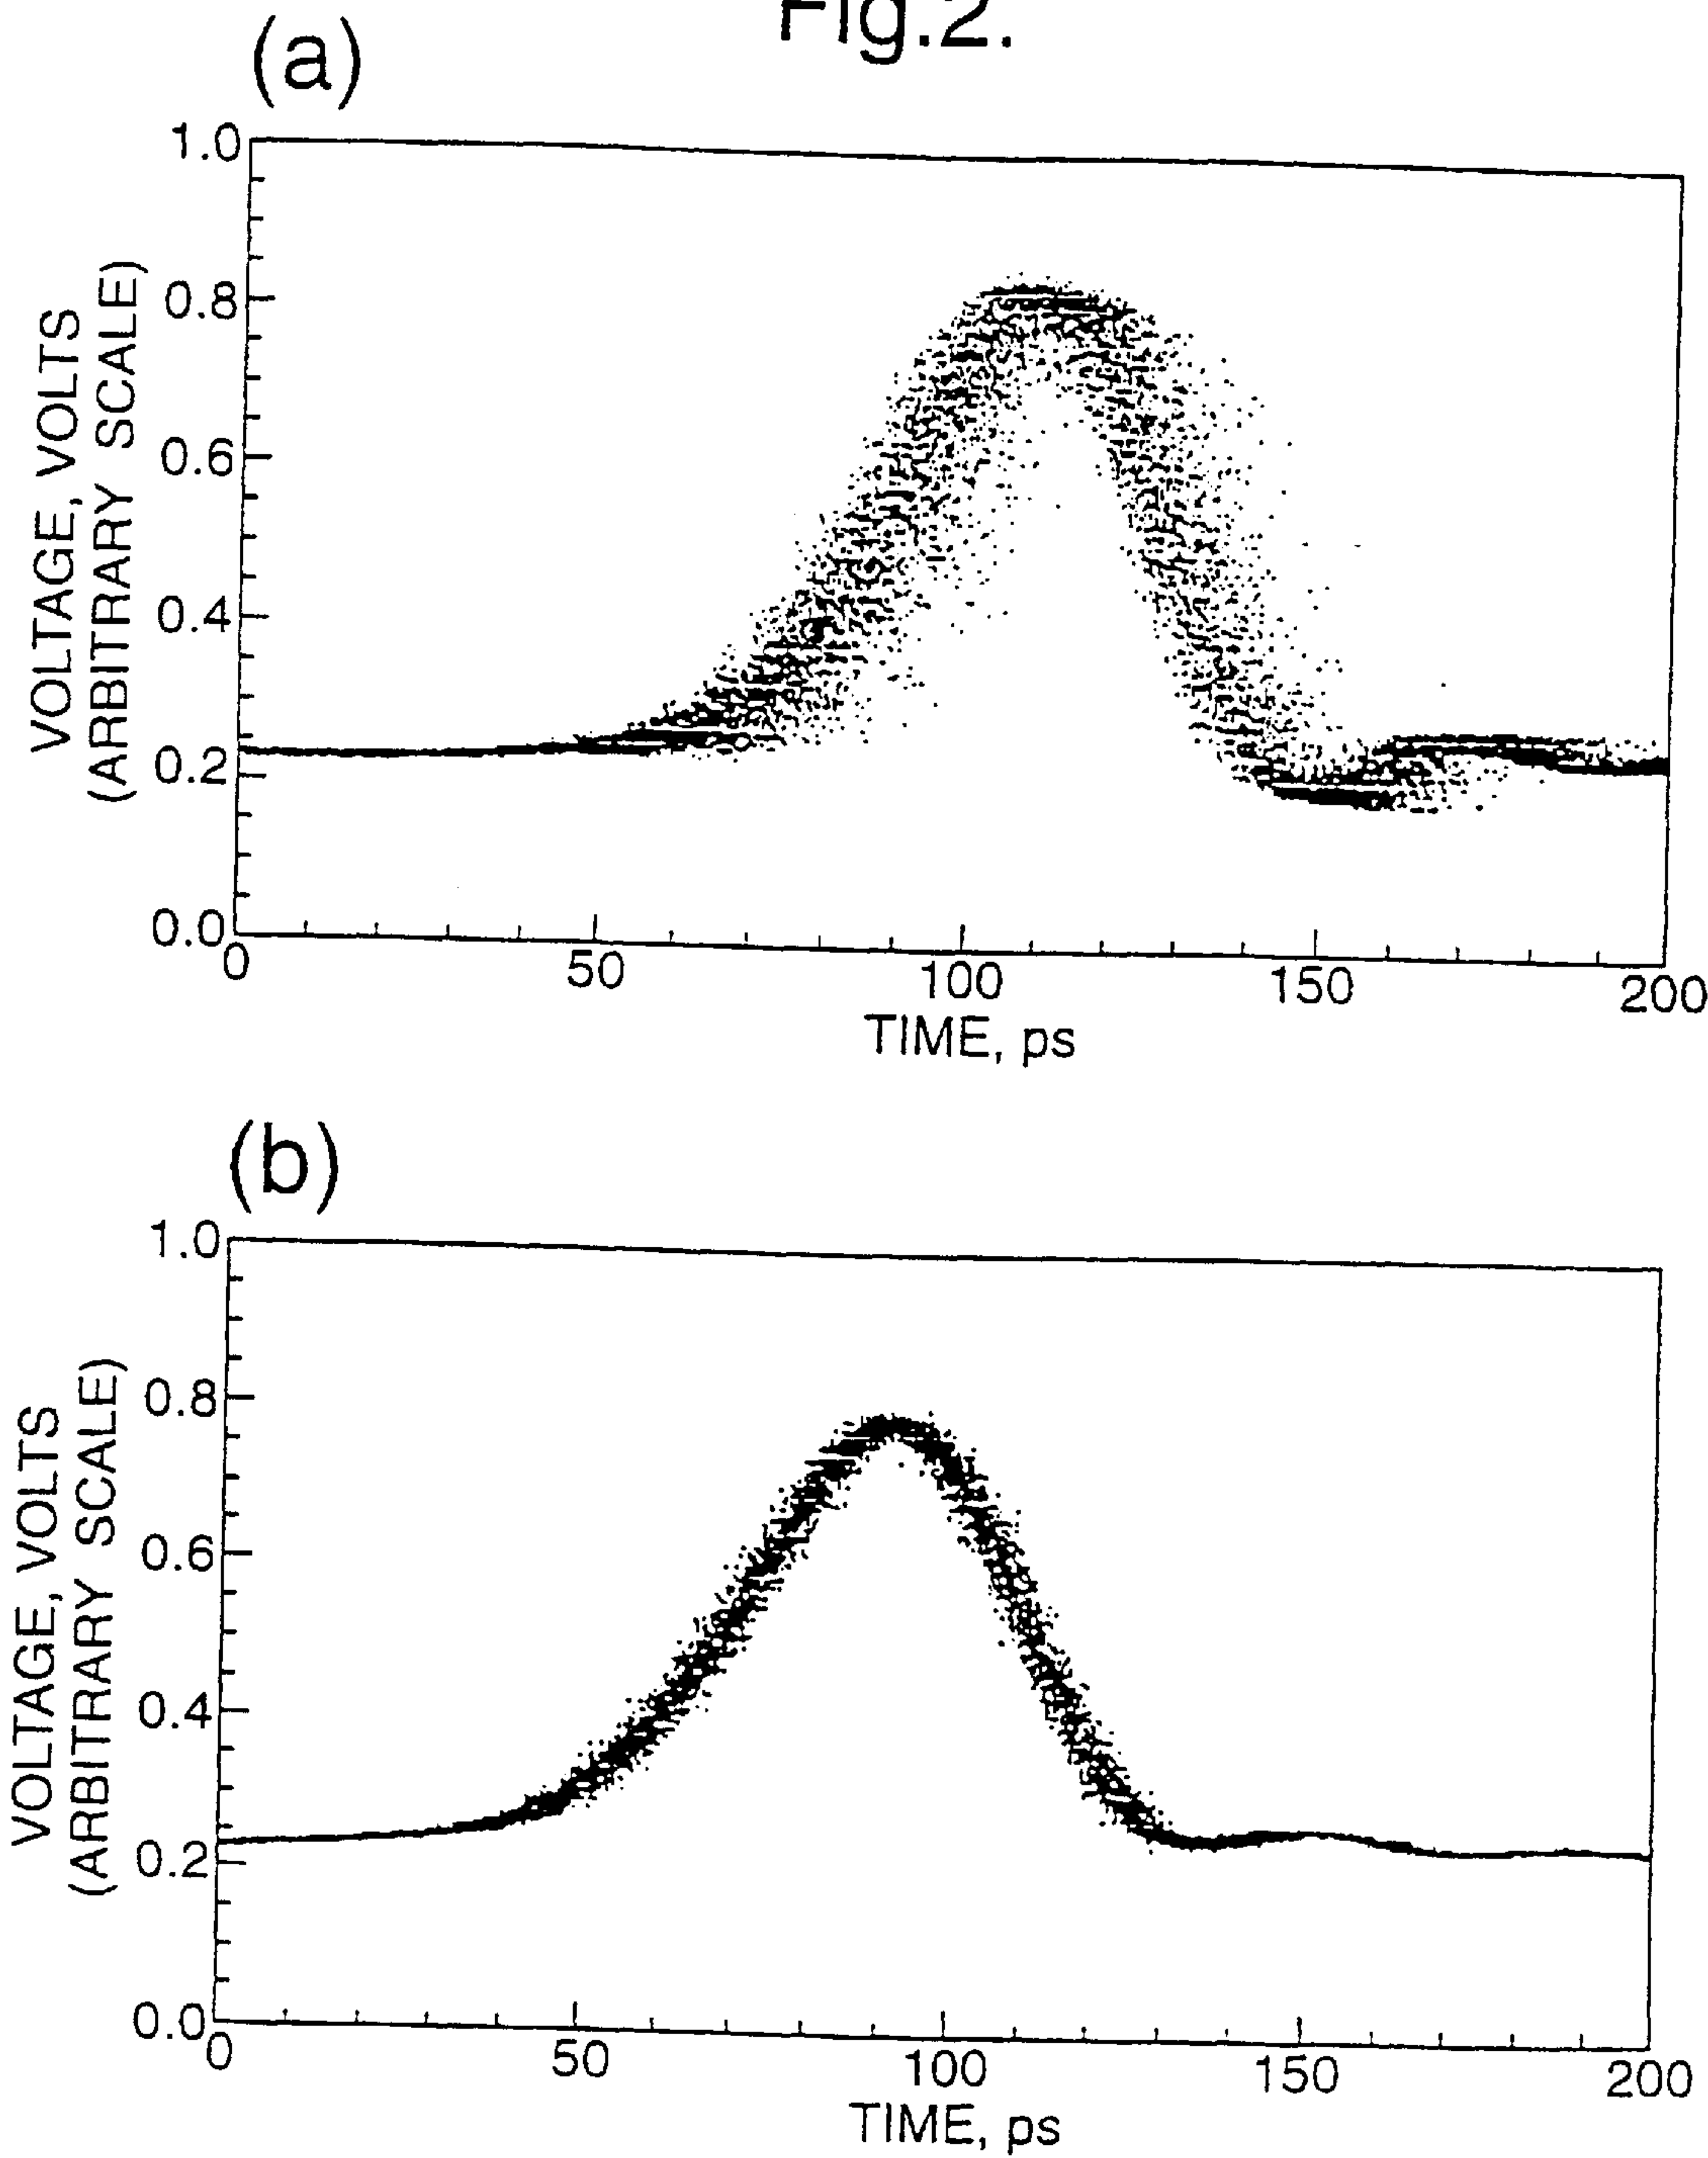 Fig.2.
(a)
VOLTAGE, VOLTS
(ARBITRARY SCALE)
1.0
0.8
0.6
0.4
0.2
0.0
0 50 100 150 200
TIME, ps
(b)
VOLTAGE, VOLTS
(ARBITRARY SCALE)
1.0
0.8
0.6
0.4
0.2
0.0
0 50 100 150 200
TIME, ps